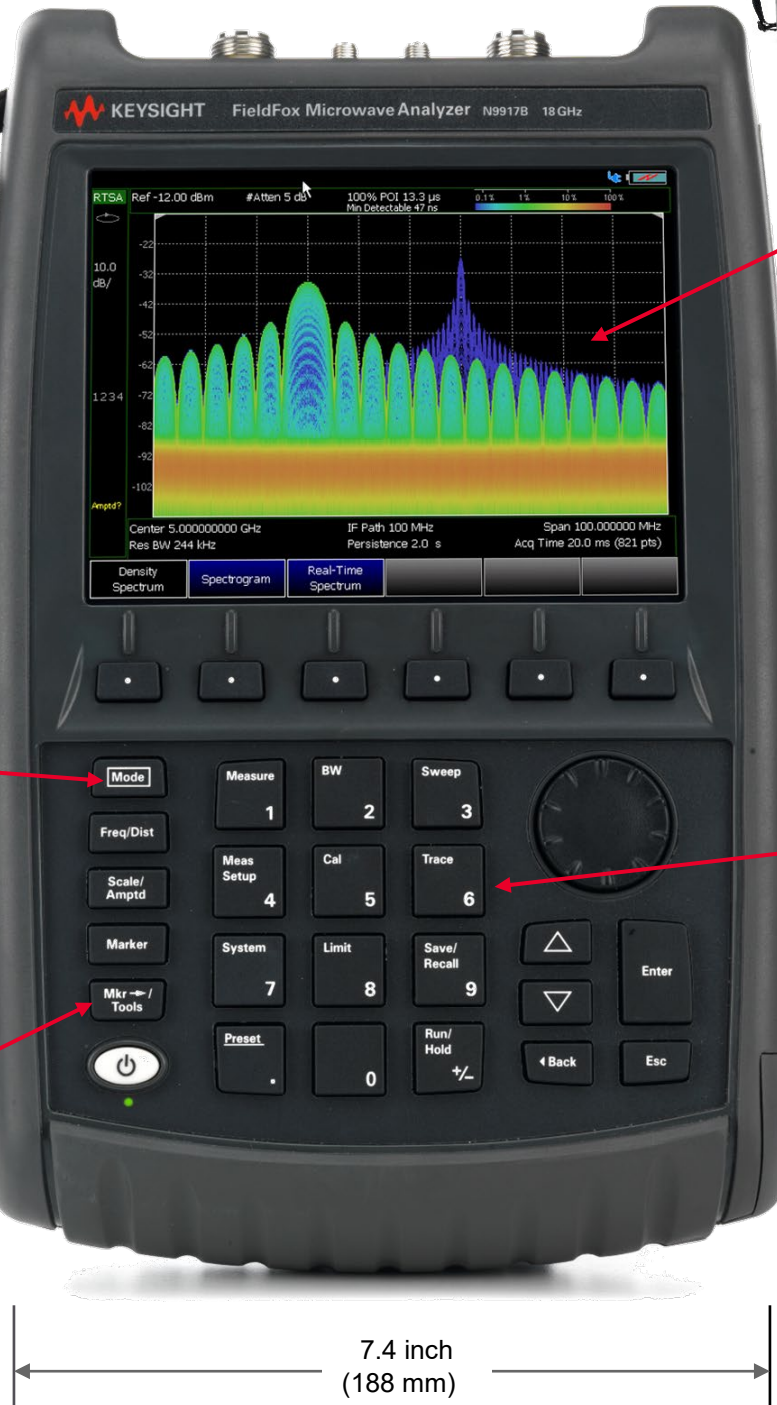 KEYSIGHT FieldFox Microwave Analyzer N9917B 18 GHz
RTSA Ref -12.00 dBm #Atten 5 dB 100% POI 13.3 µs 0.1% 1% 10% 100%
Min Detectable 47 ns
-22
10.0
dB/
-32
-42
-52
-62
1234
-72
-82
-92
-102
Amptd?
Center 5.000000000 GHz IF Path 100 MHz Span 100.000000 MHz
Res BW 244 kHz Persistence 2.0 s Acq Time 20.0 ms (821 pts)
Density
Spectrum
Spectrogram
Real-Time
Spectrum
Mode
Measure
1
BW
2
Sweep
3
Freq/Dist
Scale/
Amptd
Meas
Setup
4
Cal
5
Trace
6
Marker
System
7
Limit
8
Save/
Recall
9
Enter
Mkr→/
Tools
Preset
.
0
Run/
Hold
+/−
Back
Esc
7.4 inch
(188 mm)